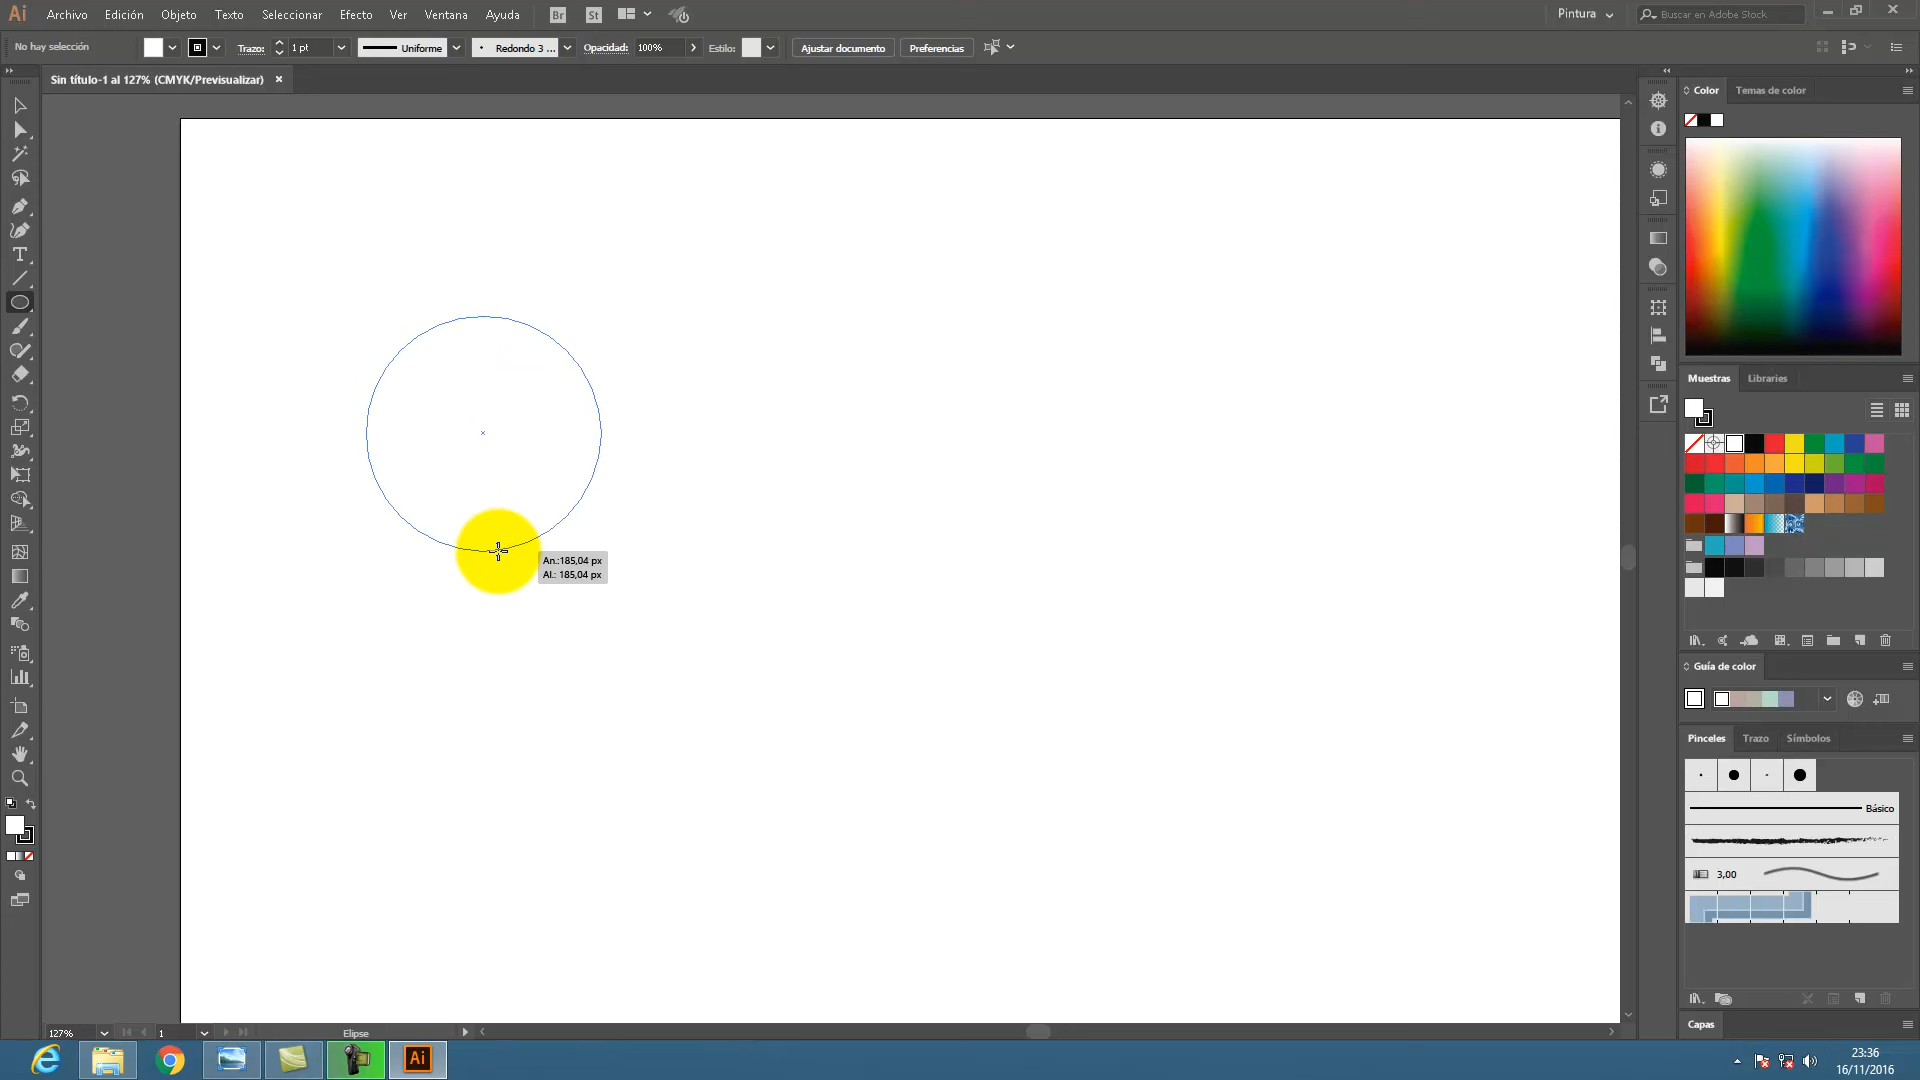 Ai Archivo Edición Objeto Texto Seleccionar Efecto Ver Ventana Ayuda Br St Pintura Buscar en Adobe Stock
No hay selección Trazo: 1 pt Uniforme Redondo 3 ... Opacidad: 100% Estilo: Ajustar documento Preferencias
Sin título-1 al 127% (CMYK/Previsualizar)
Color Temas de color
Muestras Libraries
An.:185,04 px
Al.: 185,04 px
Guía de color
Pinceles Trazo Símbolos
Básico
3,00
Capas
127% 1 Elipse
Ai
23:36
16/11/2016